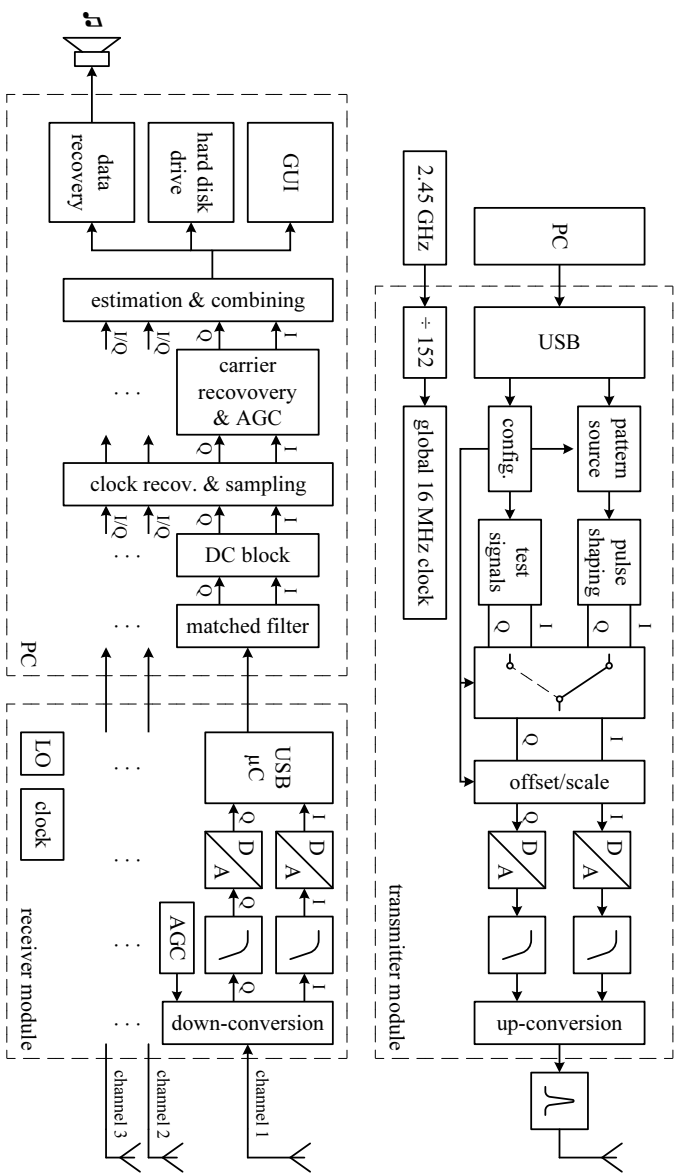 PC
USB
pattern
source
config.
pulse
shaping
test
signals
I
Q
I
Q
I
Q
offset/scale
I
Q
D
A
D
A
up-conversion
transmitter module
2.45 GHz
÷ 152
global 16 MHz clock
GUI
hard disk
drive
data
recovery
estimation & combining
I
Q
I/Q
I/Q
carrier
recovovery
& AGC
. . .
I
Q
clock recov. & sampling
I
Q
I/Q
I/Q
DC block
. . .
I
Q
matched filter
. . .
PC
USB
µC
. . .
LO
clock
I
Q
D
A
D
A
. . .
I
Q
AGC
. . .
I
Q
down-conversion
. . .
receiver module
channel 1
channel 2
channel 3